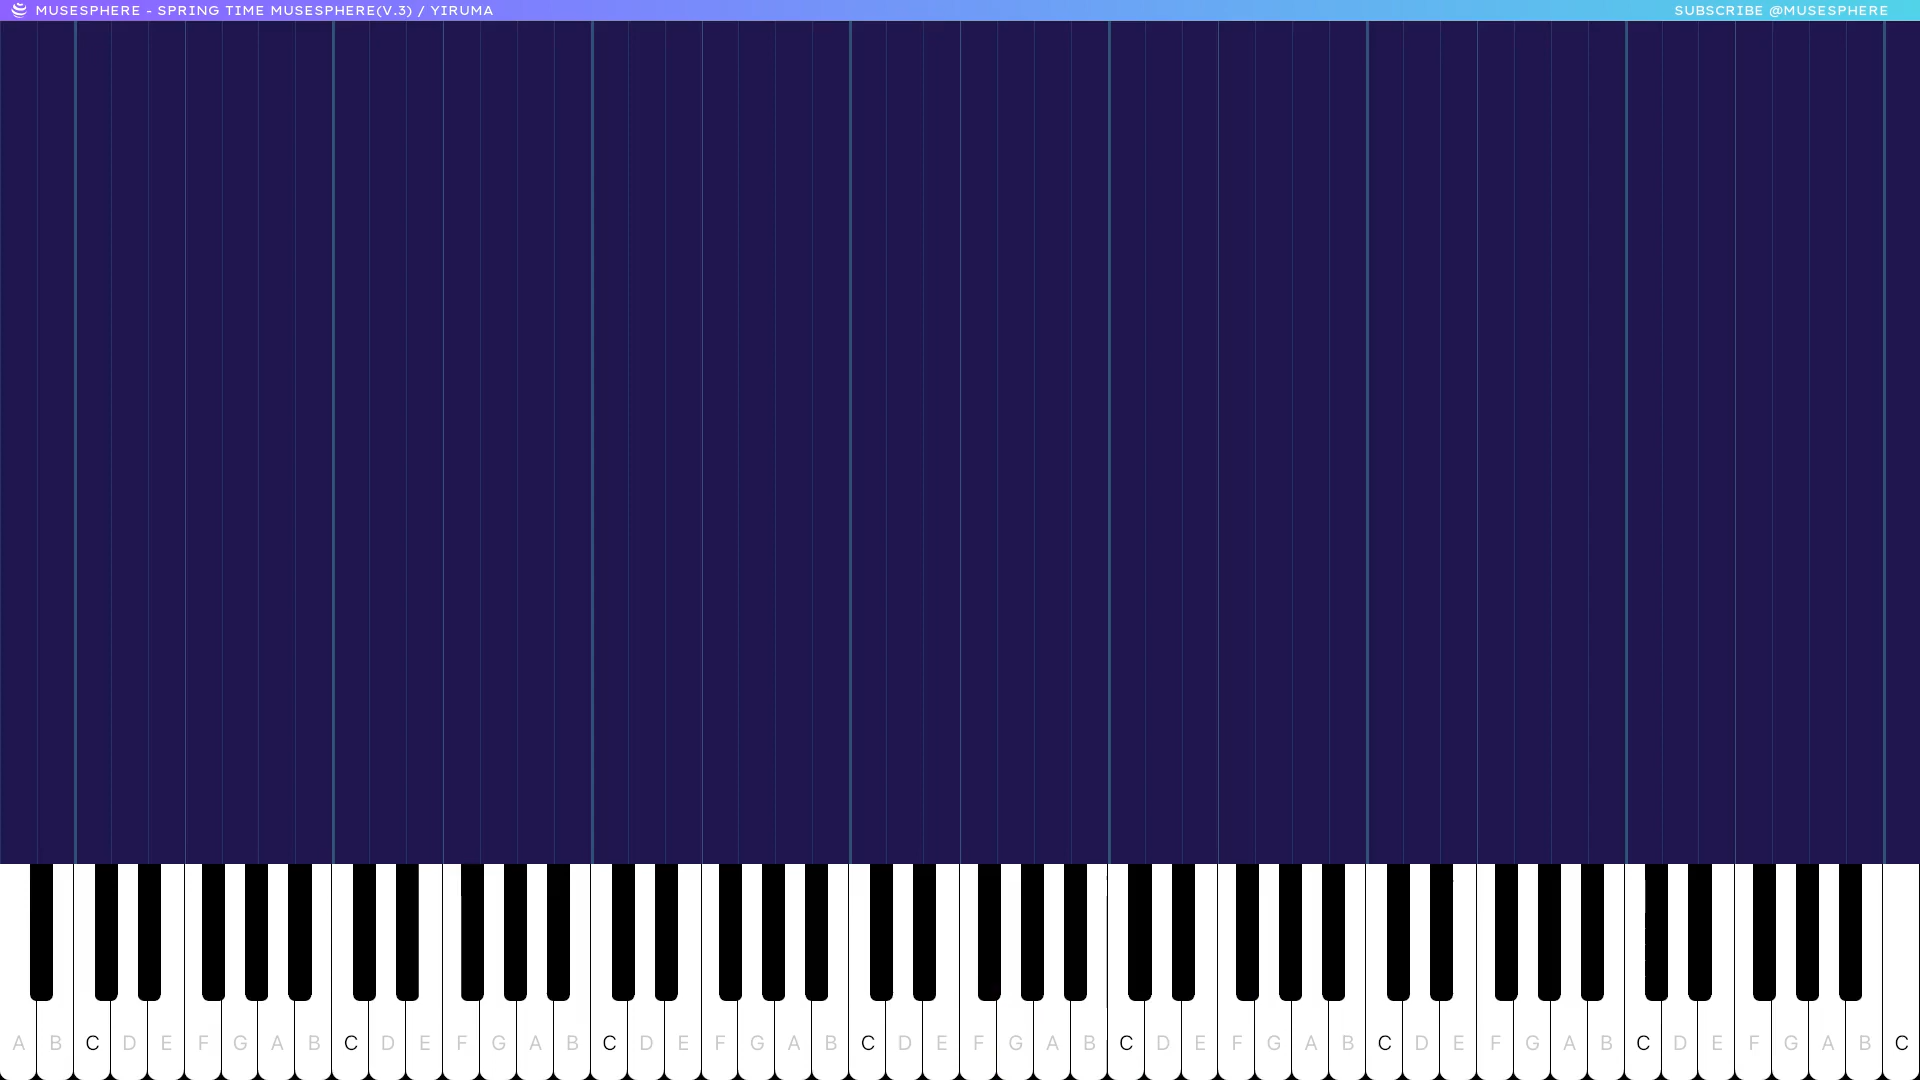 MUSESPHERE - SPRING TIME MUSESPHERE(V.3) / YIRUMA
SUBSCRIBE @MUSESPHERE
A B C D E F G A B C D E F G A B C D E F G A B C D E F G A B C D E F G A B C D E F G A B C D E F G A B C